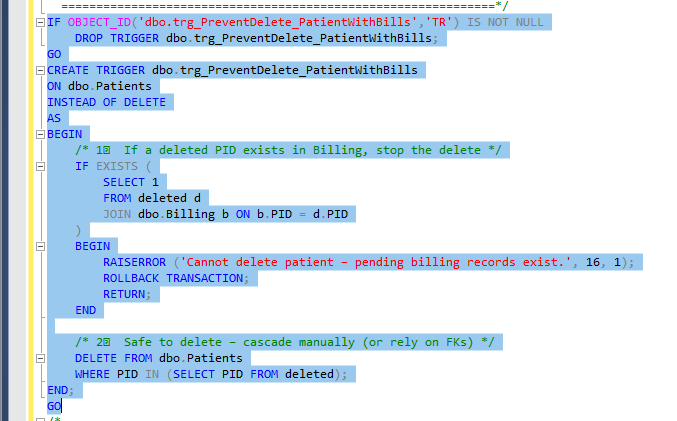 =============================================================*/
IF OBJECT_ID('dbo.trg_PreventDelete_PatientWithBills','TR') IS NOT NULL
    DROP TRIGGER dbo.trg_PreventDelete_PatientWithBills;
GO
CREATE TRIGGER dbo.trg_PreventDelete_PatientWithBills
ON dbo.Patients
INSTEAD OF DELETE
AS
BEGIN
    /* 1⃣  If a deleted PID exists in Billing, stop the delete */
    IF EXISTS (
        SELECT 1
        FROM deleted d
        JOIN dbo.Billing b ON b.PID = d.PID
    )
    BEGIN
        RAISERROR ('Cannot delete patient – pending billing records exist.', 16, 1);
        ROLLBACK TRANSACTION;
        RETURN;
    END

    /* 2⃣  Safe to delete – cascade manually (or rely on FKs) */
    DELETE FROM dbo.Patients
    WHERE PID IN (SELECT PID FROM deleted);
END;
GO
/*